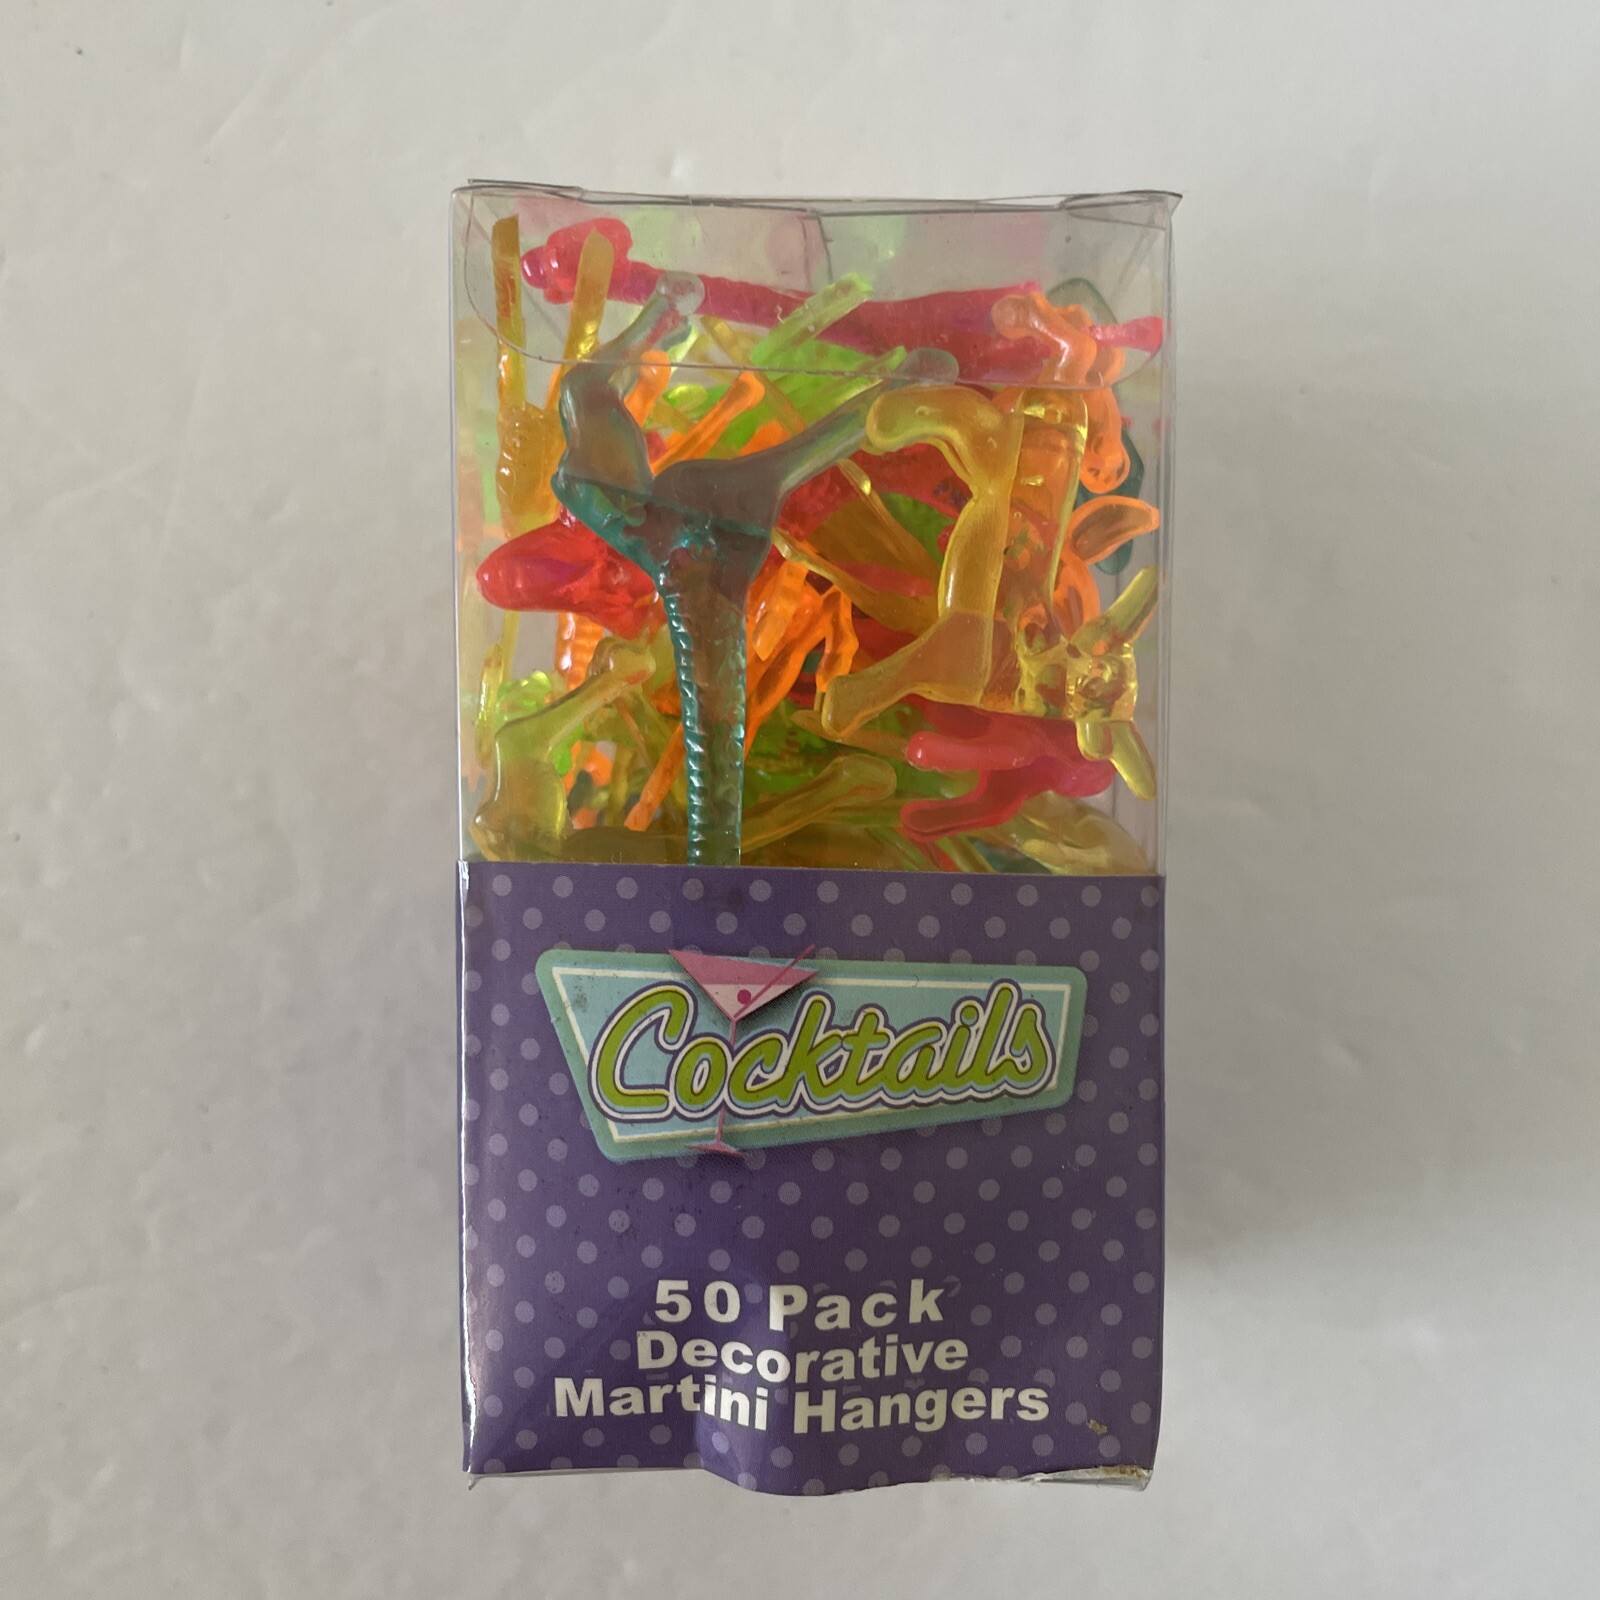 Cocktails
50 Pack
Decorative
Martini Hangers